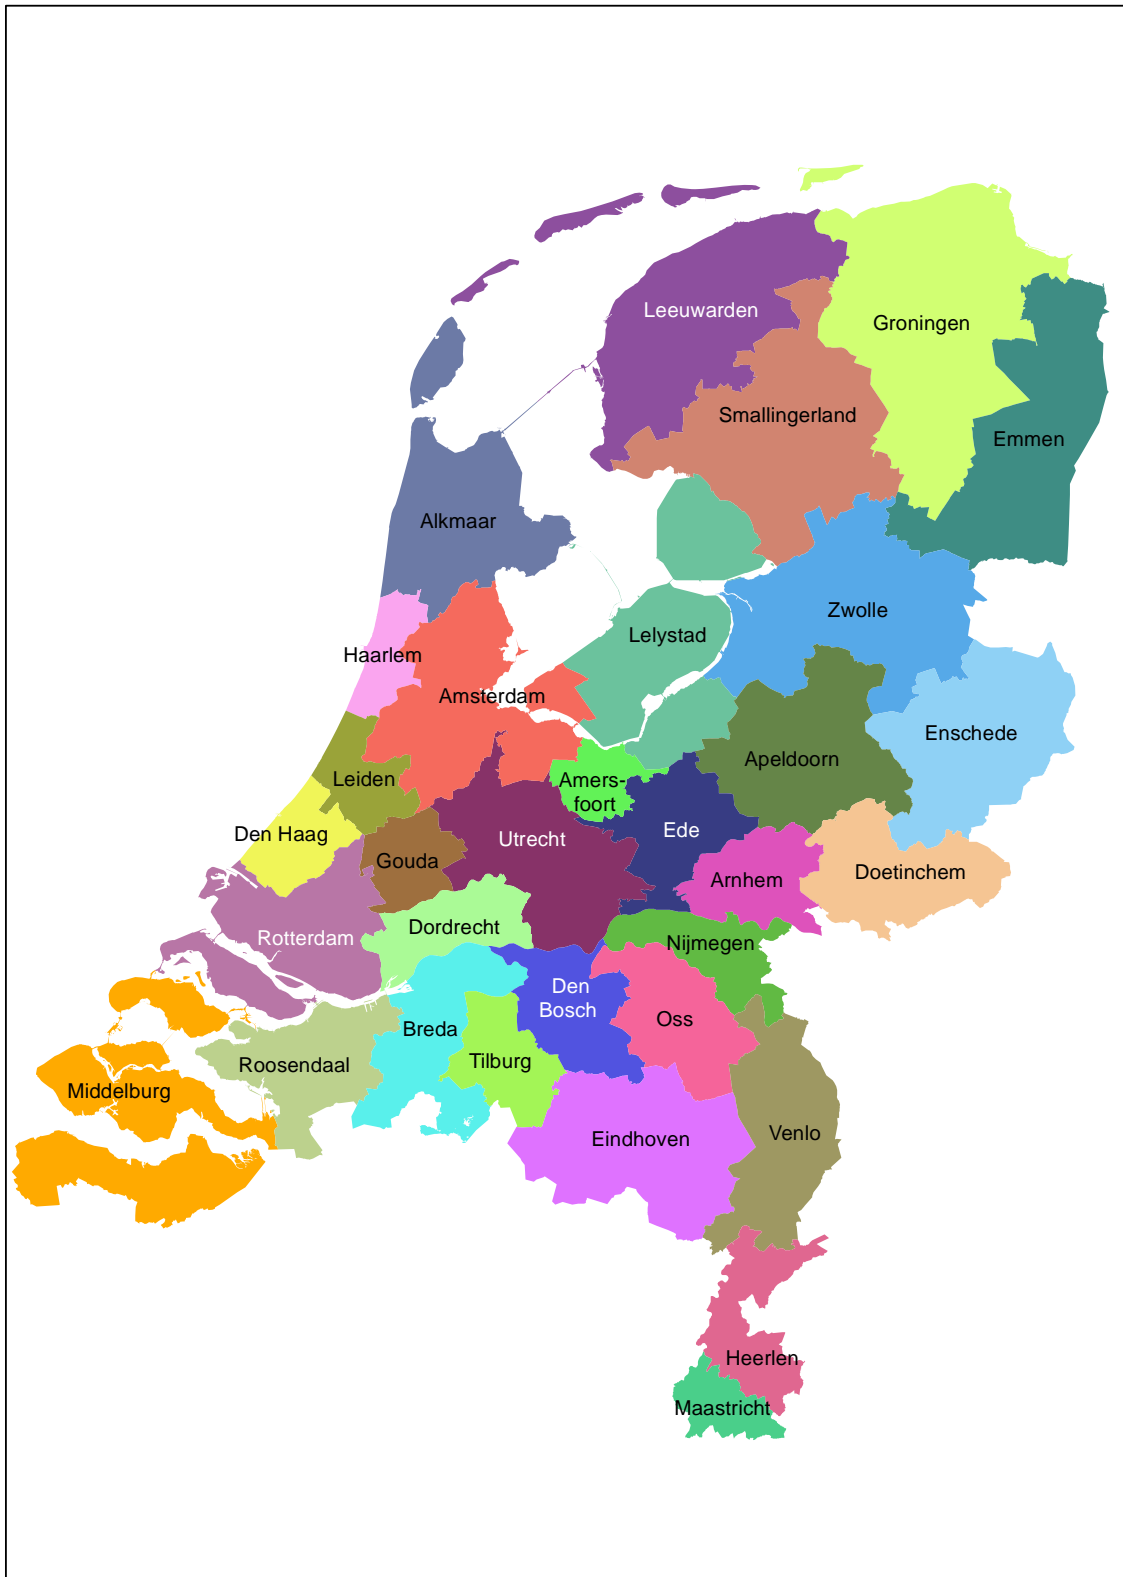 Leeuwarden
Groningen
Smallingerland
Emmen
Alkmaar
Zwolle
Lelystad
Haarlem
Amsterdam
Enschede
Apeldoorn
Leiden
Amers-
foort
Den Haag
Ede
Utrecht
Gouda
Doetinchem
Arnhem
Dordrecht
Rotterdam
Nijmegen
Den
Bosch
Oss
Breda
Tilburg
Roosendaal
Middelburg
Eindhoven
Venlo
Heerlen
Maastricht